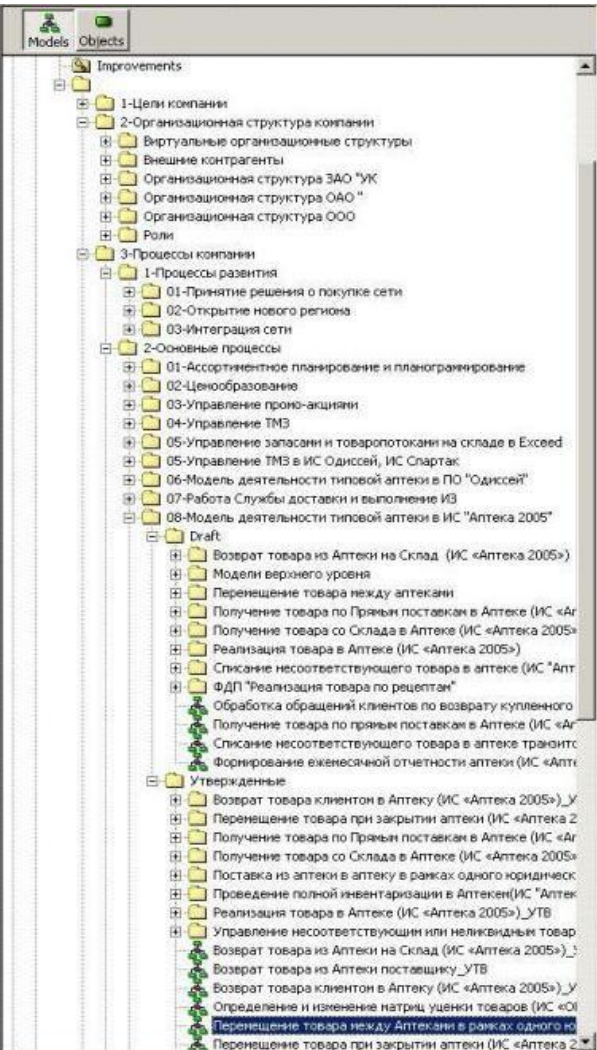 Models Objects
Improvements
1-Цели компании
2-Организационная структура компании
Виртуальные организационные структуры
Внешние контрагенты
Организационная структура ЗАО "УК
Организационная структура ОАО "
Организационная структура ООО
Роли
3-Процессы компании
1-Процессы развития
01-Принятие решения о покупке сети
02-Открытие нового региона
03-Интеграция сети
2-Основные процессы
01-Ассортиментное планирование и планограммирование
02-Ценообразование
03-Управление промо-акциями
04-Управление ТМЗ
05-Управление запасами и товаропотоками на складе в Exceed
05-Управление ТМЗ в ИС Одиссей, ИС Спартак
06-Модель деятельности типовой аптеки в ПО "Одиссей"
07-Работа Службы доставки и выполнение ИЗ
08-Модель деятельности типовой аптеки в ИС "Аптека 2005"
Draft
Возврат товара из Аптеки на Склад (ИС «Аптека 2005»)
Модели верхнего уровня
Перемещение товара между аптеками
Получение товара по Прямым поставкам в Аптеке (ИС «Ап
Получение товара со Склада в Аптеке (ИС «Аптека 2005»
Реализация товара в Аптеке (ИС «Аптека 2005»)
Списание несоответствующего товара в аптеке (ИС "Апт
ФДП "Реализация товара по рецептам"
Обработка обращений клиентов по возврату купленного
Получение товара по прямым поставкам в Аптеке (ИС «Ап
Списание несоответствующего товара в аптеке транзитс
Формирование ежемесячной отчетности аптеки (ИС «Апте
Утвержденные
Возврат товара клиентом в Аптеку (ИС «Аптека 2005»)_У
Перемещение товара при закрытии аптеки (ИС «Аптека 2
Получение товара по Прямым поставкам в Аптеке (ИС «Ап
Получение товара со Склада в Аптеке (ИС «Аптека 2005»
Поставка из аптеки в аптеку в рамках одного юридическ
Проведение полной инвентаризации в Аптекем(ИС "Аптек
Реализация товара в Аптеке (ИС «Аптека 2005»)_УТВ
Управление несоответствующим или неликвидным товар
Возврат товара из Аптеки на Склад (ИС «Аптека 2005»)_У
Возврат товара из Аптеки поставщику_УТВ
Возврат товара клиентом в Аптеку (ИС «Аптека 2005»)_У
Определение и изменение матриц уценки товаров (ИС «О
Перемещение товара между Аптеками в рамках одного ю
Перемещение товара при закрытии аптеки (ИС «Аптека 2